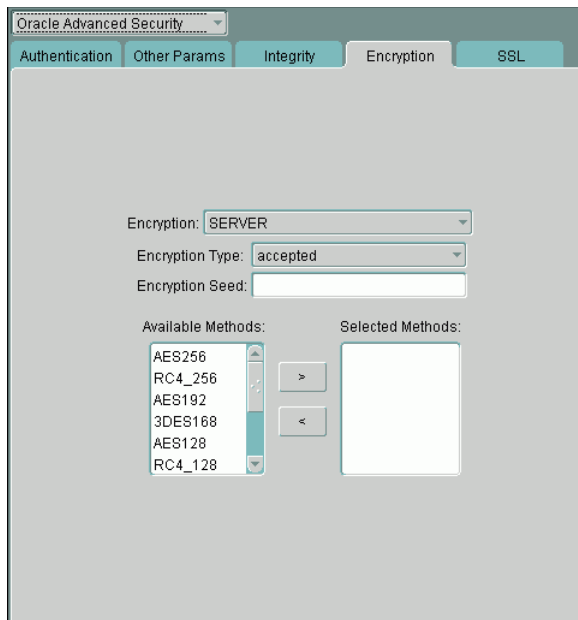 Oracle Advanced Security
Authentication Other Params Integrity Encryption SSL
Encryption: SERVER
Encryption Type: accepted
Encryption Seed:
Available Methods: Selected Methods:
AES256
RC4_256
>
AES192
3DES168
<
AES128
RC4_128